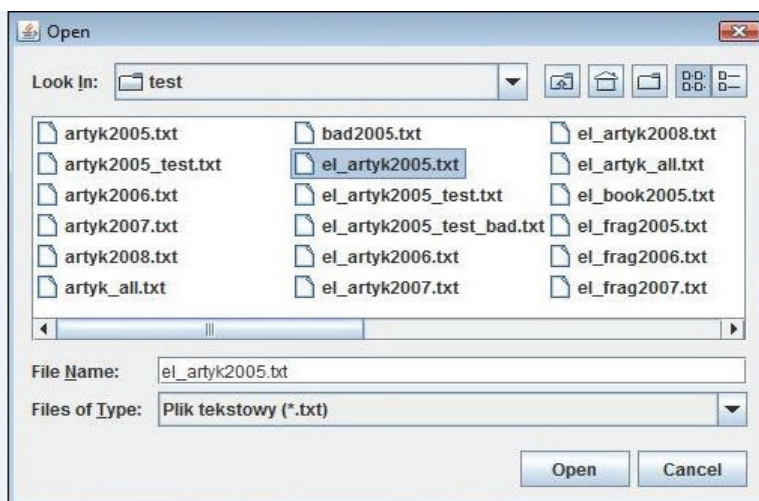 Open
Look In: test
artyk2005.txt bad2005.txt el_artyk2008.txt
artyk2005_test.txt el_artyk2005.txt el_artyk_all.txt
artyk2006.txt el_artyk2005_test.txt el_book2005.txt
artyk2007.txt el_artyk2005_test_bad.txt el_frag2005.txt
artyk2008.txt el_artyk2006.txt el_frag2006.txt
artyk_all.txt el_artyk2007.txt el_frag2007.txt
File Name: el_artyk2005.txt
Files of Type: Plik tekstowy (*.txt)
Open Cancel